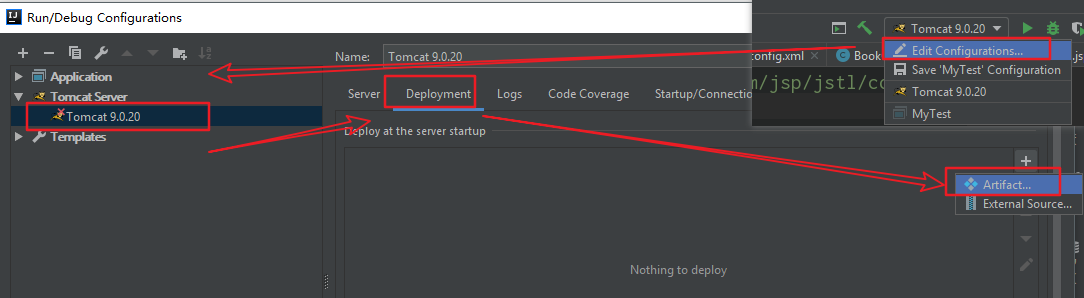 Run/Debug Configurations
Tomcat 9.0.20
Edit Configurations...
Save 'MyTest' Configuration
Tomcat 9.0.20
MyTest
config.xml
Book
.js
m/jsp/jstl/co
Application
Tomcat Server
Tomcat 9.0.20
Templates
Name: Tomcat 9.0.20
Server Deployment Logs Code Coverage Startup/Connection
Deploy at the server startup
Artifact...
External Source...
Nothing to deploy